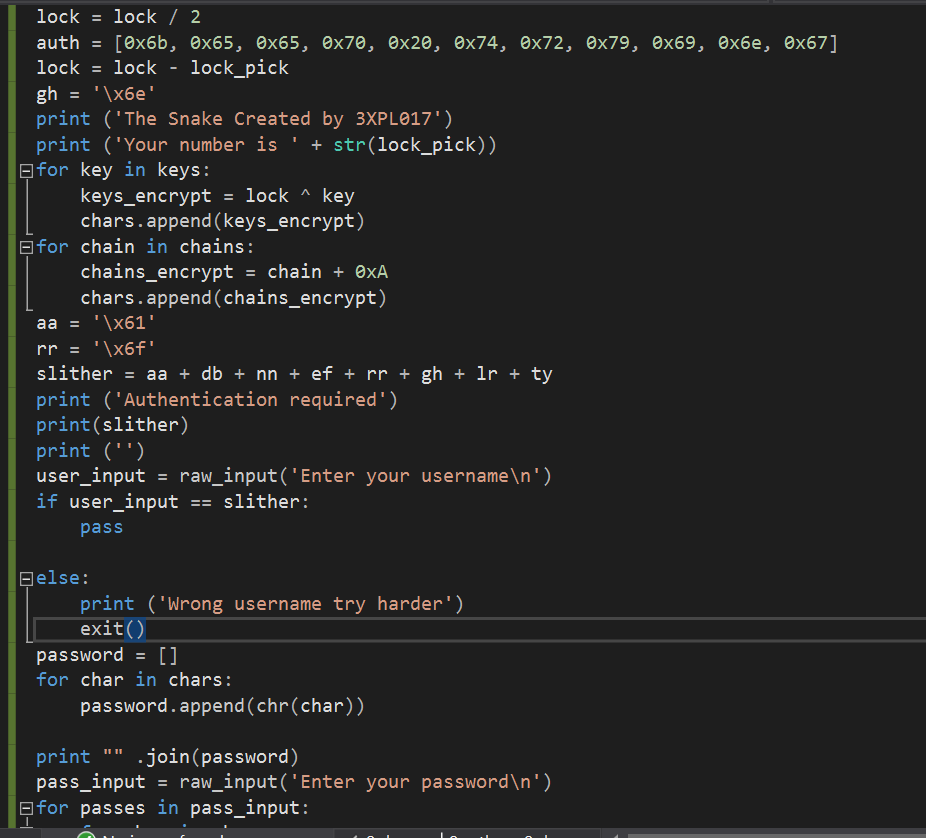 lock = lock / 2
auth = [0x6b, 0x65, 0x65, 0x70, 0x20, 0x74, 0x72, 0x79, 0x69, 0x6e, 0x67]
lock = lock - lock_pick
gh = '\x6e'
print ('The Snake Created by 3XPL017')
print ('Your number is ' + str(lock_pick))
for key in keys:
    keys_encrypt = lock ^ key
    chars.append(keys_encrypt)
for chain in chains:
    chains_encrypt = chain + 0xA
    chars.append(chains_encrypt)
aa = '\x61'
rr = '\x6f'
slither = aa + db + nn + ef + rr + gh + lr + ty
print ('Authentication required')
print(slither)
print ('')
user_input = raw_input('Enter your username\n')
if user_input == slither:
    pass
else:
    print ('Wrong username try harder')
    exit()
password = []
for char in chars:
    password.append(chr(char))
print "" .join(password)
pass_input = raw_input('Enter your password\n')
for passes in pass_input: